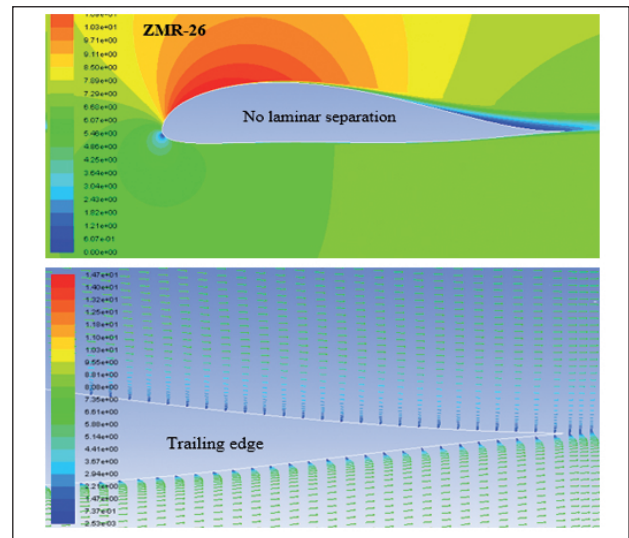 1.09e+01
1.03e+01
9.71e+00
9.11e+00
8.50e+00
7.89e+00
7.29e+00
6.68e+00
6.07e+00
5.46e+00
4.86e+00
4.25e+00
3.64e+00
3.04e+00
2.43e+00
1.82e+00
1.21e+00
6.07e-01
0.00e+00
ZMR-26
No laminar separation
1.47e+01
1.40e+01
1.32e+01
1.25e+01
1.18e+01
1.10e+01
1.03e+01
9.55e+00
8.81e+00
8.08e+00
7.35e+00
6.61e+00
5.88e+00
5.14e+00
4.41e+00
3.67e+00
2.94e+00
2.21e+00
1.47e+00
7.37e-01
2.53e-03
Trailing edge